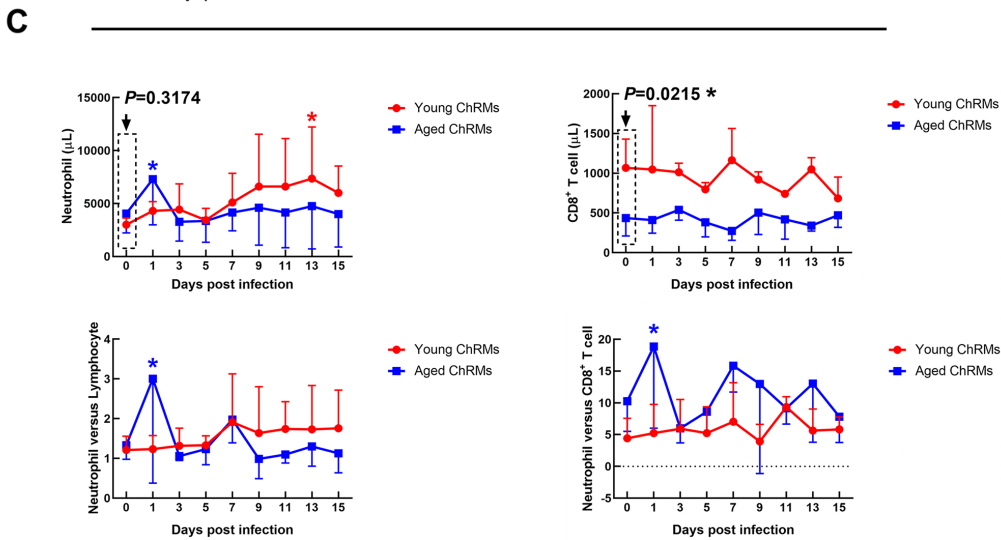 C
P=0.3174
*
*
15000
10000
5000
0
Neutrophil (μL)
0 1 3 5 7 9 11 13 15
Days post infection
Young ChRMs
Aged ChRMs
P=0.0215 *
2000
1500
1000
500
0
CD8⁺ T cell (μL)
0 1 3 5 7 9 11 13 15
Days post infection
Young ChRMs
Aged ChRMs
*
4
3
2
1
0
Neutrophil versus Lymphocyte
0 1 3 5 7 9 11 13 15
Days post infection
Young ChRMs
Aged ChRMs
*
20
15
10
5
0
-5
Neutrophil versus CD8⁺ T cell
0 1 3 5 7 9 11 13 15
Days post infection
Young ChRMs
Aged ChRMs